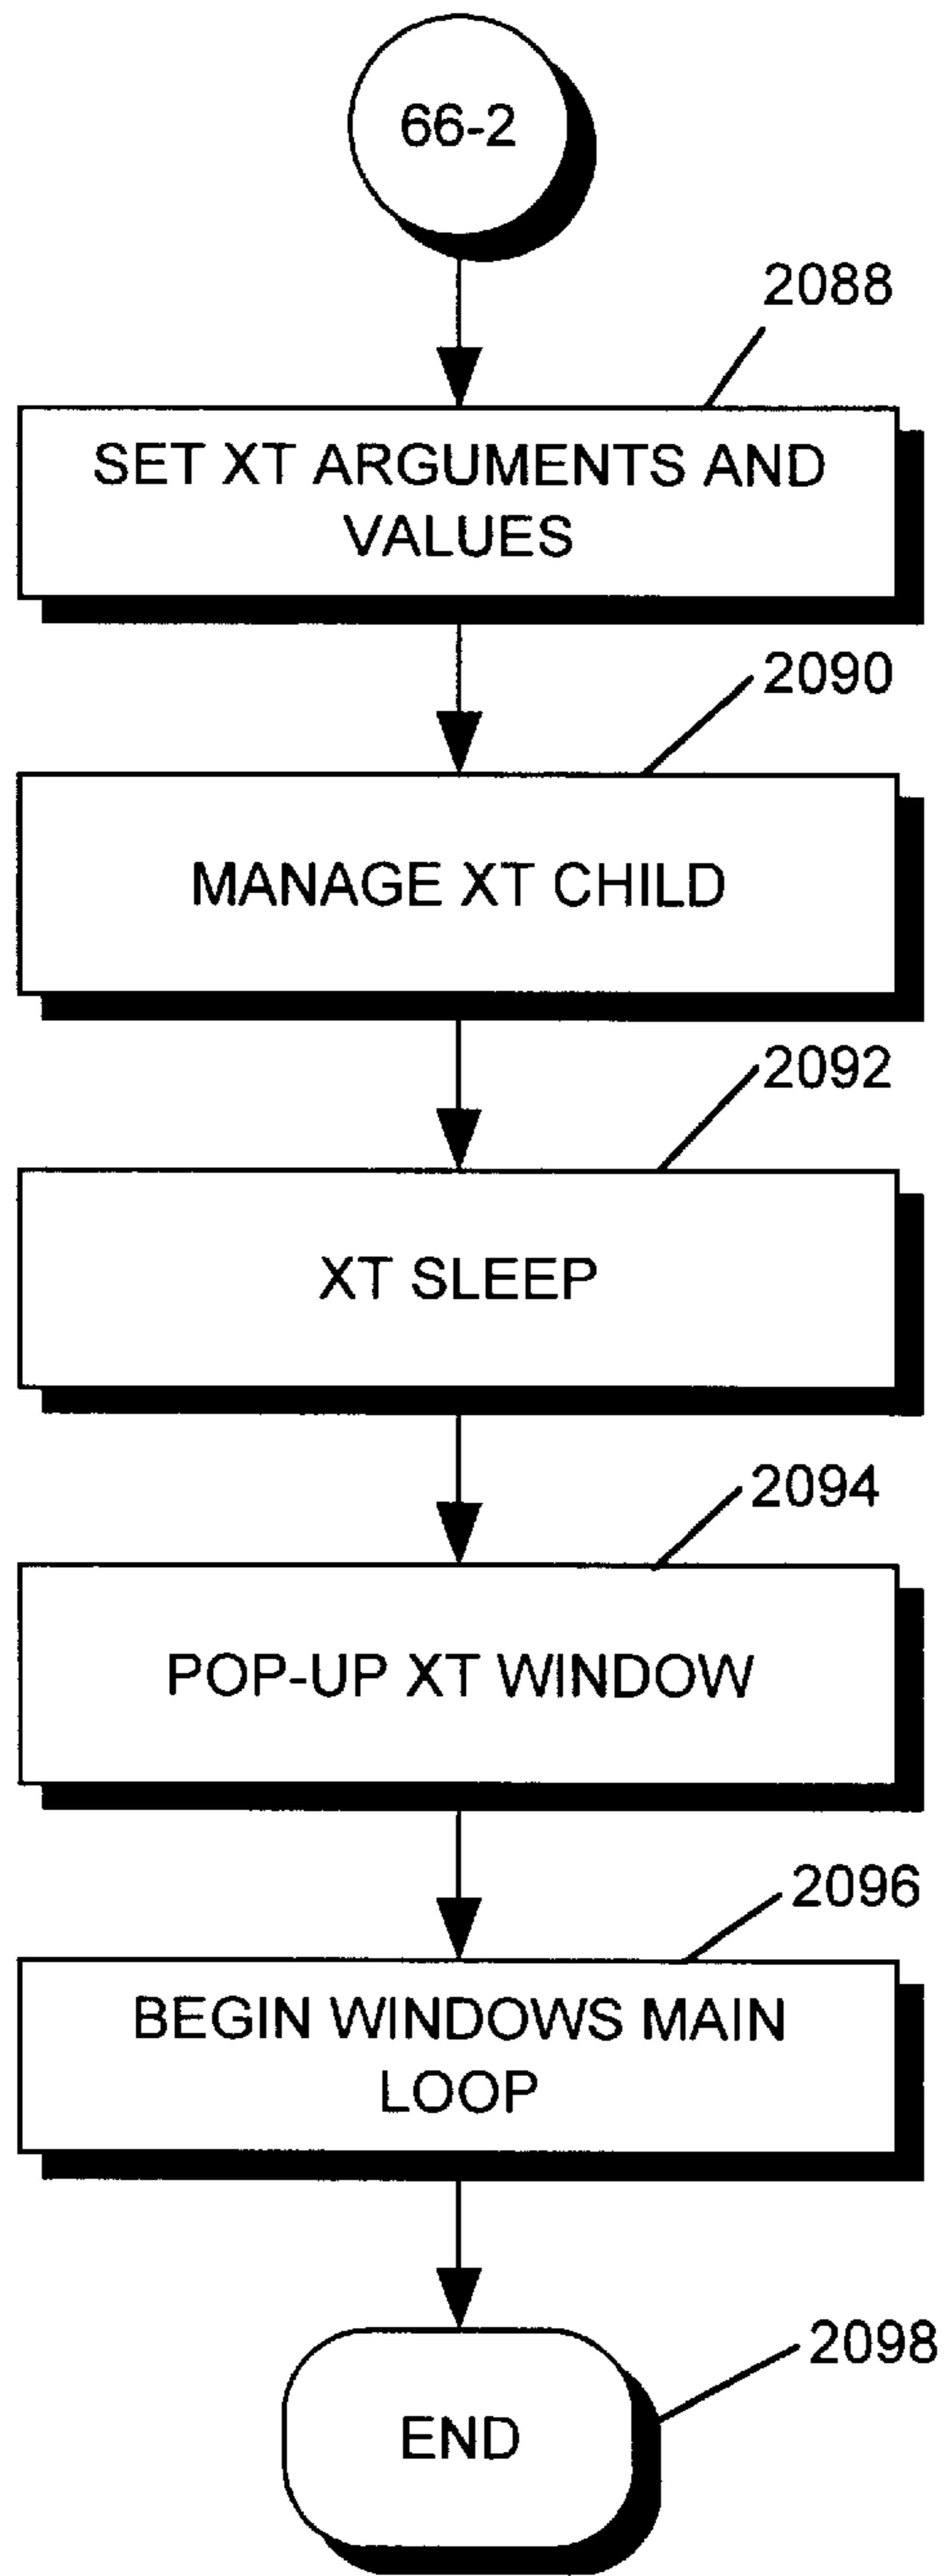 66-2
2088
SET XT ARGUMENTS AND
VALUES
2090
MANAGE XT CHILD
2092
XT SLEEP
2094
POP-UP XT WINDOW
2096
BEGIN WINDOWS MAIN
LOOP
2098
END